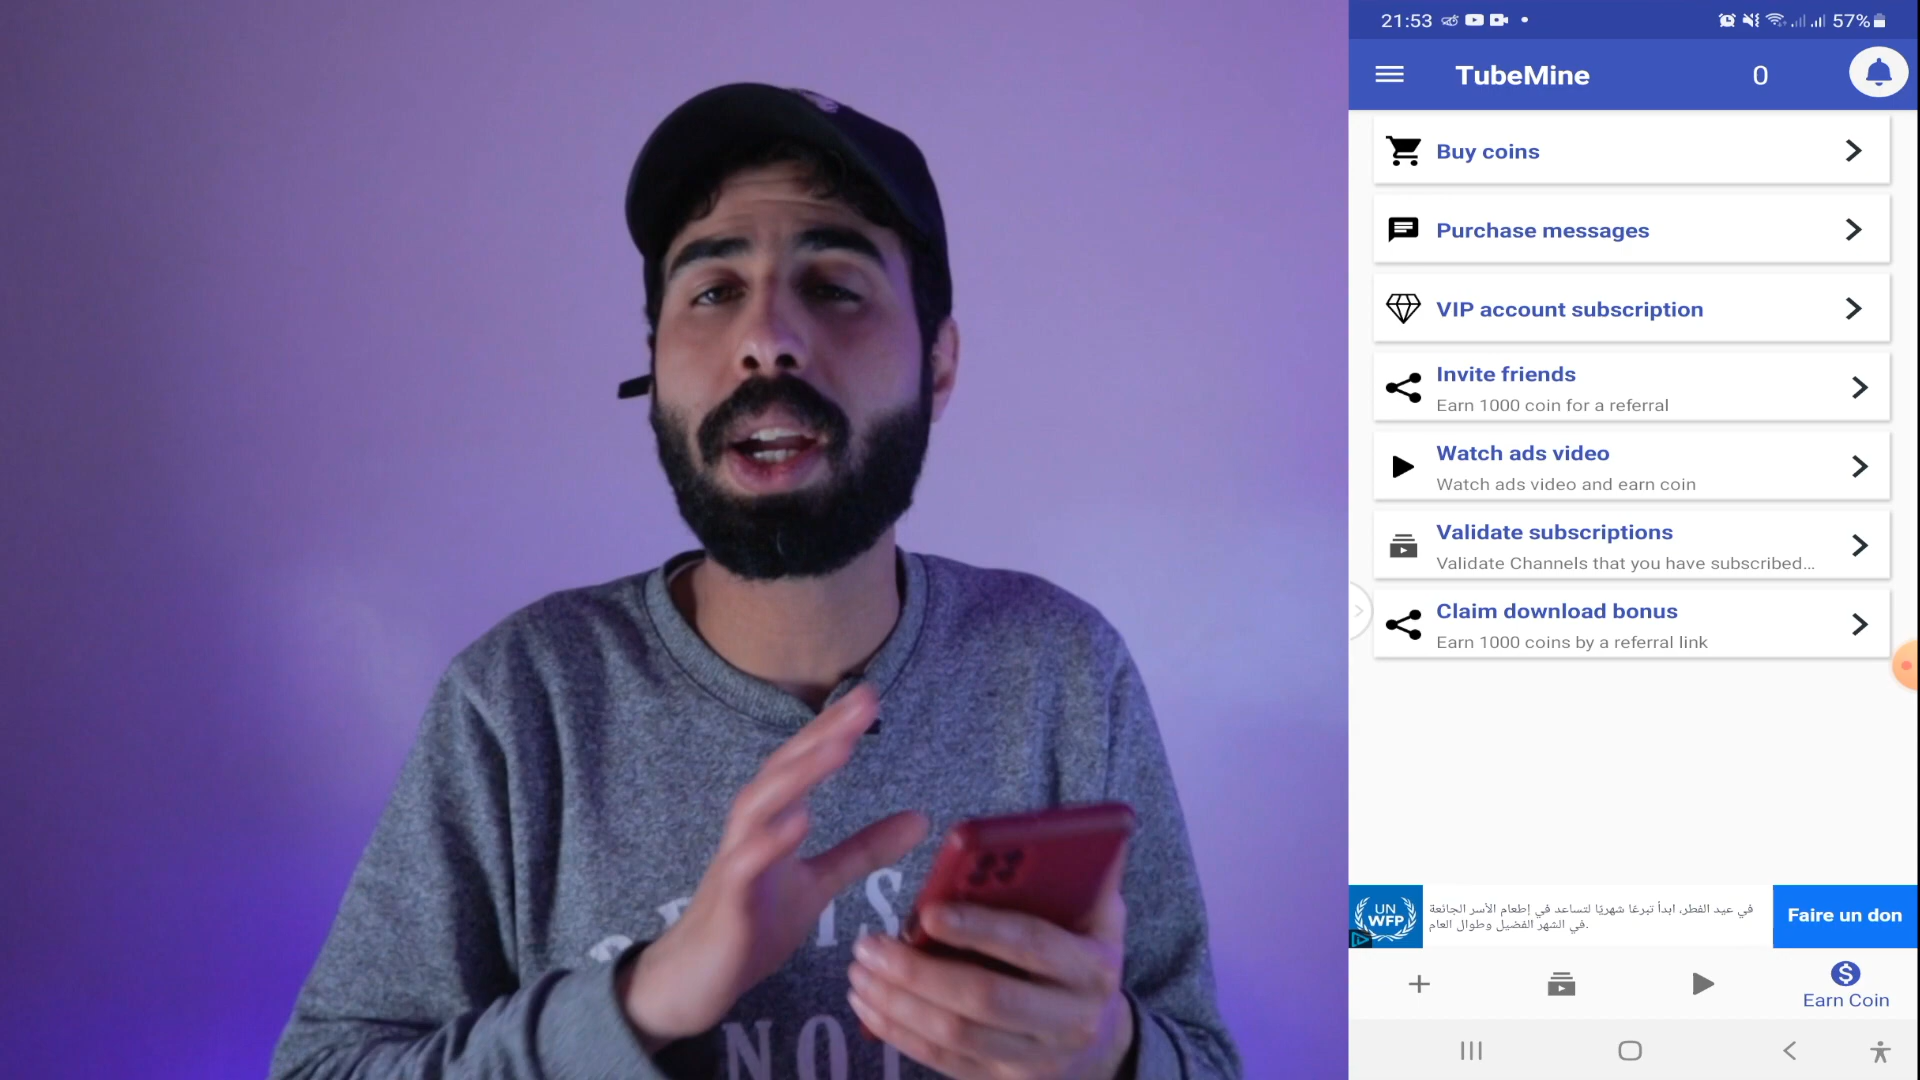 21:53
57%
TubeMine
0
Buy coins
Purchase messages
VIP account subscription
Invite friends
Earn 1000 coin for a referral
Watch ads video
Watch ads video and earn coin
Validate subscriptions
Validate Channels that you have subscribed...
Claim download bonus
Earn 1000 coins by a referral link
UN
WFP
في عيد الفطر، ابدأ تبرعًا شهريًا لتساعد في إطعام الأسر الجائعة
في الشهر الفضيل وطوال العام.
Faire un don
Earn Coin
NOT